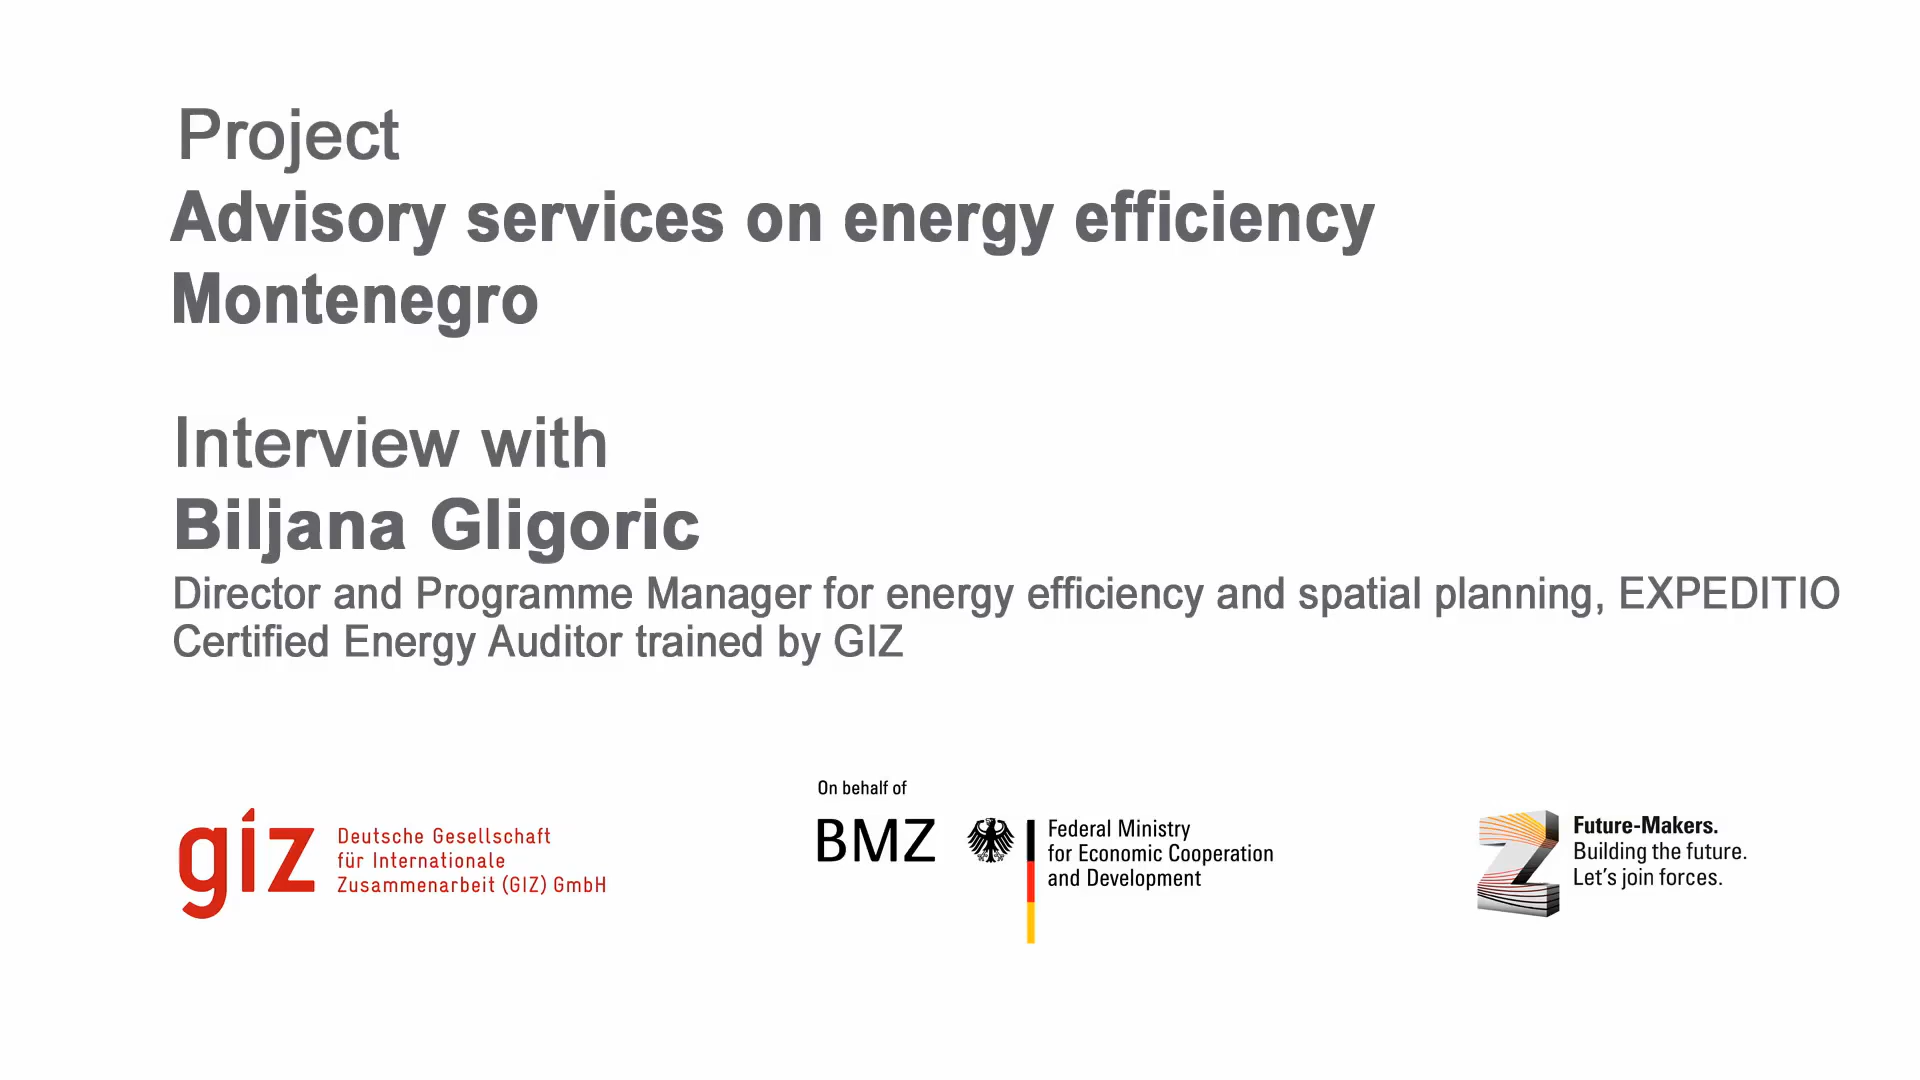 Project
Advisory services on energy efficiency
Montenegro
Interview with
Biljana Gligoric
Director and Programme Manager for energy efficiency and spatial planning, EXPEDITIO
Certified Energy Auditor trained by GIZ
giz
Deutsche Gesellschaft
für Internationale
Zusammenarbeit (GIZ) GmbH
On behalf of
BMZ
Federal Ministry
for Economic Cooperation
and Development
Future-Makers.
Building the future.
Let's join forces.